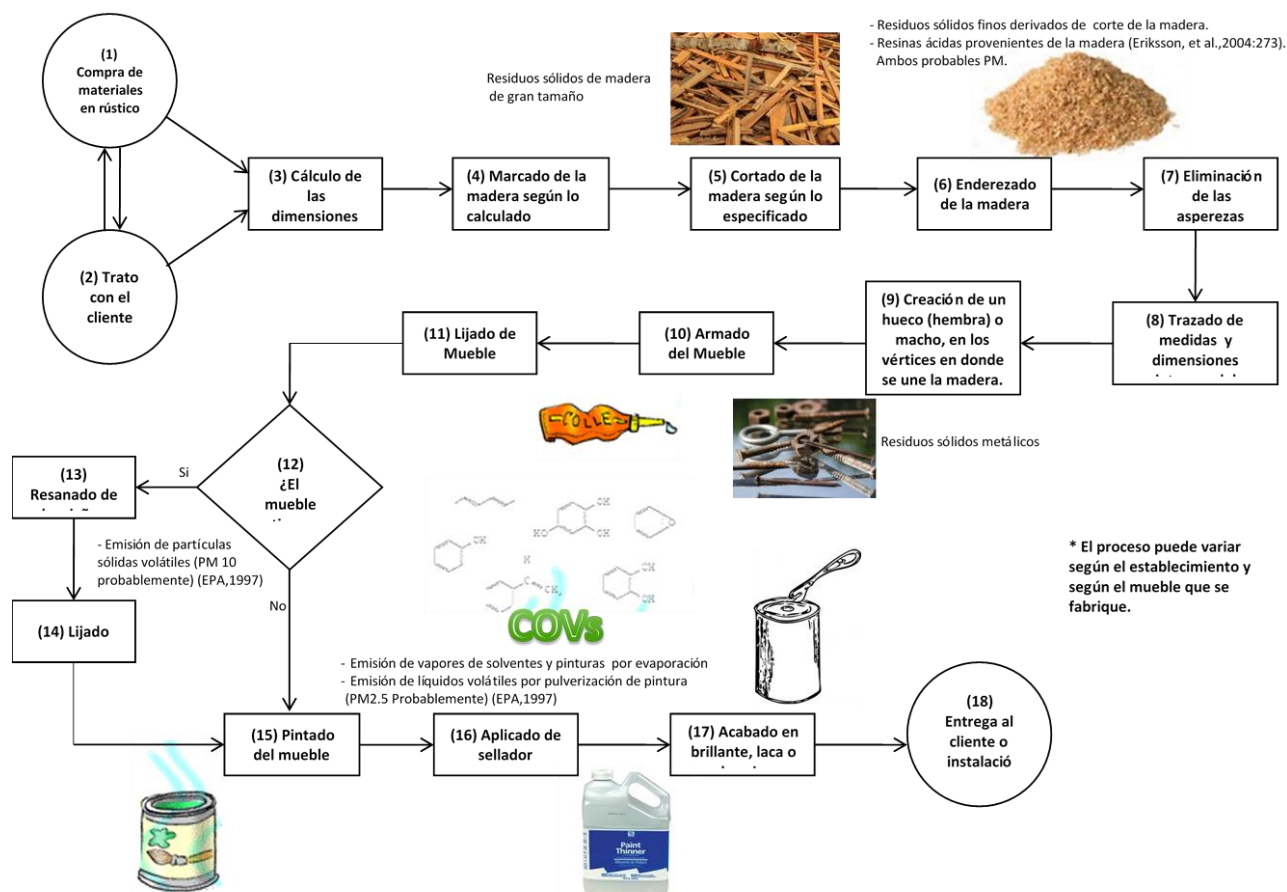 (1)
Compra de
materiales
en rústico
Residuos sólidos de madera
de gran tamaño
- Residuos sólidos finos derivados de corte de la madera.
- Resinas ácidas provenientes de la madera (Eriksson, et al.,2004:273).
Ambos probables PM.
(2) Trato
con el
cliente
(3) Cálculo de
las
dimensiones
(4) Marcado de la
madera según lo
calculado
(5) Cortado de la
madera según lo
especificado
(6) Enderezado
de la madera
(7) Eliminación
de las
asperezas
(8) Trazado de
medidas y
dimensiones
(9) Creación de un
hueco (hembra) o
macho, en los
vértices en donde
se une la madera.
(10) Armado
del Mueble
(11) Lijado de
Mueble
COLLE
Residuos sólidos metálicos
(12)
¿El
mueble
Si
No
(13)
Resanado de
- Emisión de partículas
sólidas volátiles (PM 10
probablemente) (EPA,1997)
(14) Lijado
OH
HO
OH
O
OH
H
C
CH₂
OH
OH
COVs
- Emisión de vapores de solventes y pinturas por evaporación
- Emisión de líquidos volátiles por pulverización de pintura
(PM2.5 Probablemente) (EPA,1997)
* El proceso puede variar
según el establecimiento y
según el mueble que se
fabrique.
(15) Pintado
del mueble
(16) Aplicado de
sellador
(17) Acabado en
brillante, laca o
(18)
Entrega al
cliente o
instalació
Paint
Thinner